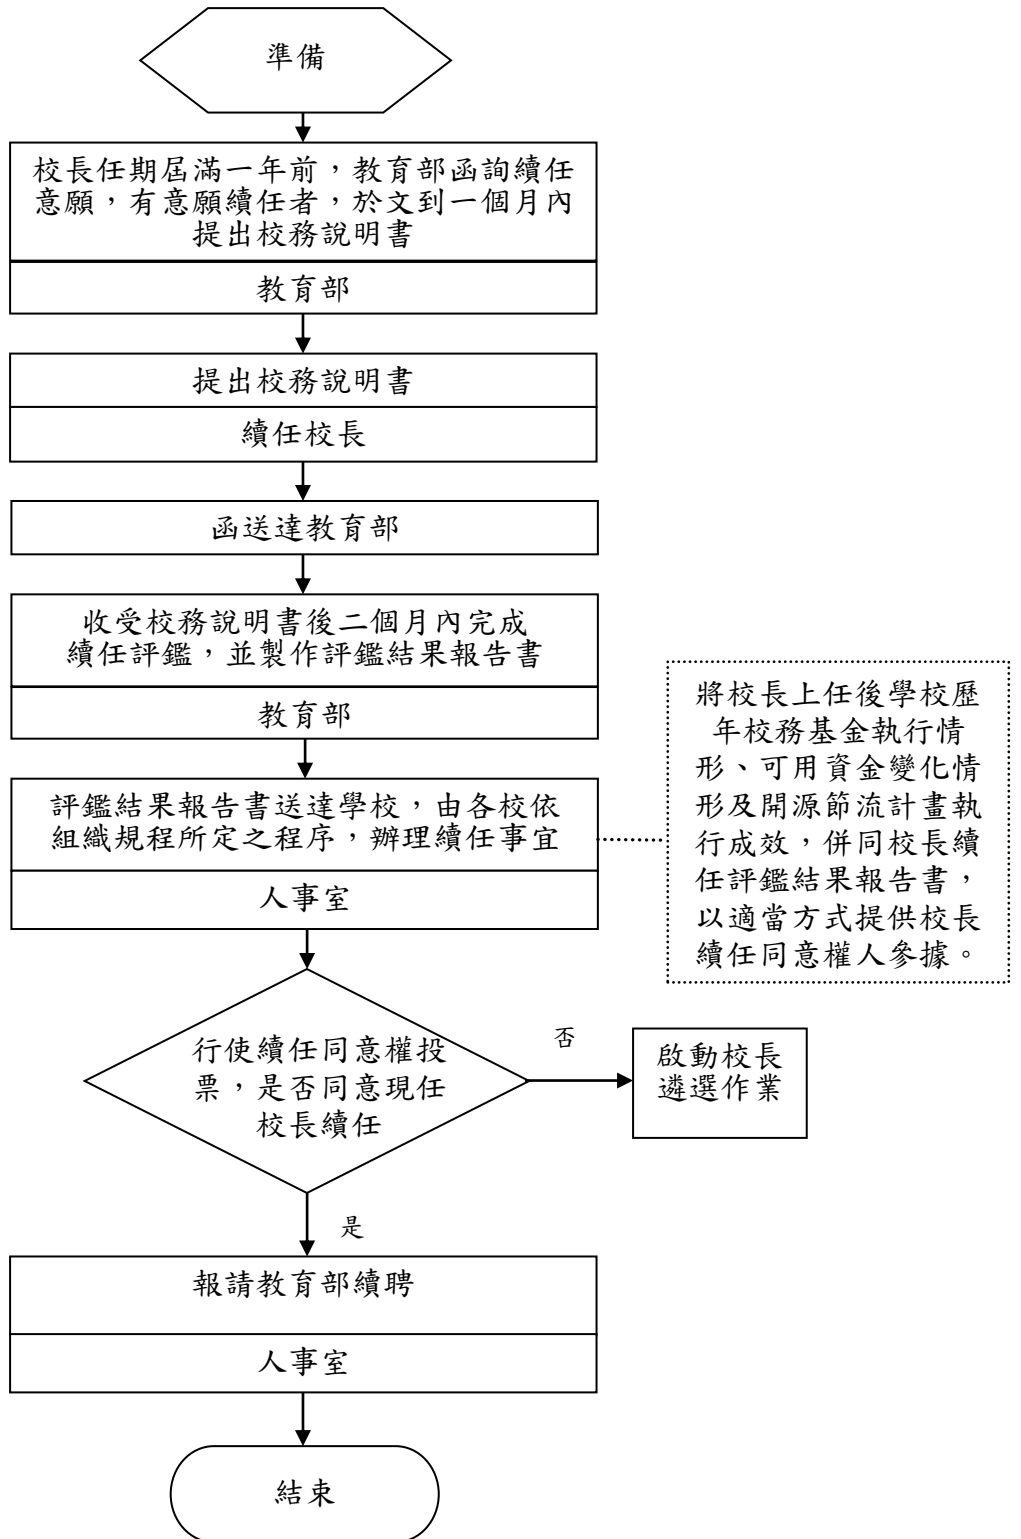 準備
校長任期屆滿一年前，教育部函詢續任
意願，有意願續任者，於文到一個月內
提出校務說明書
教育部
提出校務說明書
續任校長
函送達教育部
收受校務說明書後二個月內完成
續任評鑑，並製作評鑑結果報告書
教育部
評鑑結果報告書送達學校，由各校依
組織規程所定之程序，辦理續任事宜
人事室
將校長上任後學校歷
年校務基金執行情
形、可用資金變化情
形及開源節流計畫執
行成效，併同校長續
任評鑑結果報告書，
以適當方式提供校長
續任同意權人參據。
行使續任同意權投
票，是否同意現任
校長續任
否
啟動校長
遴選作業
是
報請教育部續聘
人事室
結束